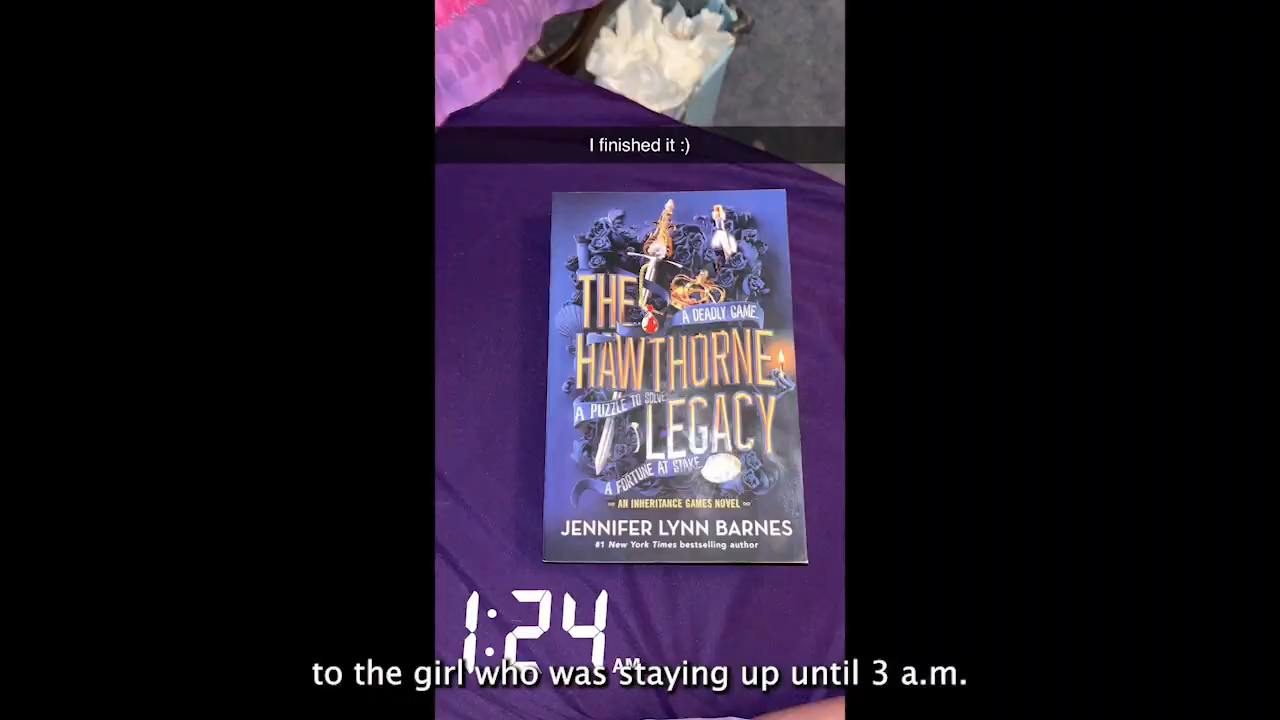 I finished it :)
THE
A DEADLY GAME.
HAWTHORNE
A PUZZLE TO SOLVE
LEGACY
A FORTUNE AT STAKE
AN INHERITANCE GAMES NOVEL
JENNIFER LYNN BARNES
#1 New York Times bestselling author
1:24 AM
to the girl who was staying up until 3 a.m.